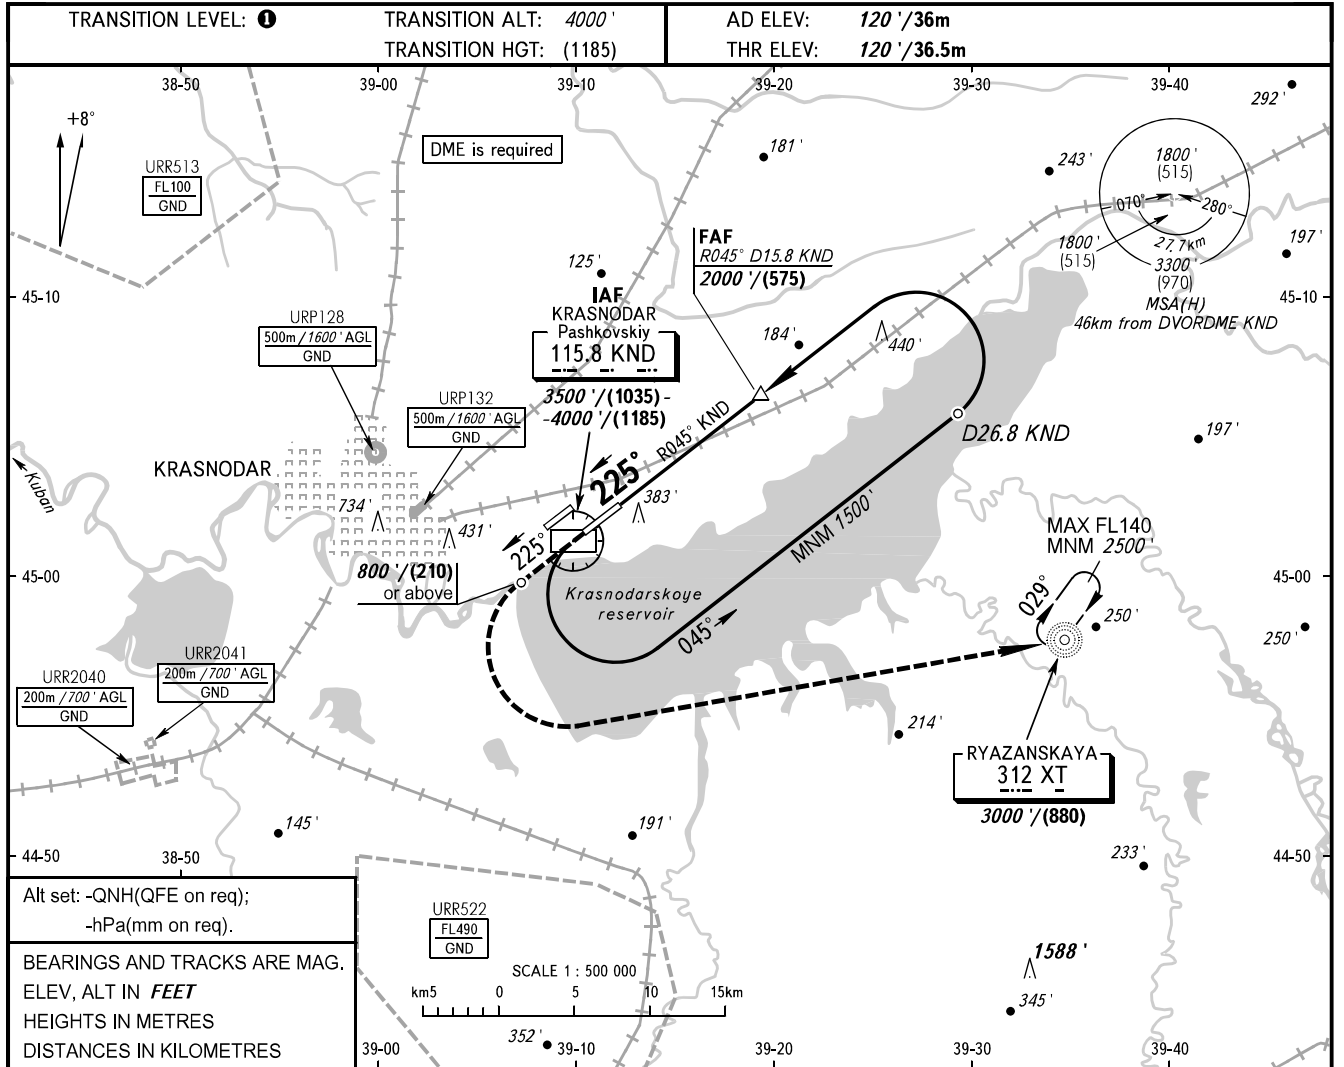 TRANSITION LEVEL: ❶
TRANSITION ALT: 4000 '
TRANSITION HGT: (1185)
AD ELEV: 120 '/36m
THR ELEV: 120 '/36.5m
38-50
39-00
39-10
39-20
39-30
39-40
292 '
+8°
DME is required
181 '
243 '
URR513
FL100
GND
1800 '
(515)
070°
280°
1800 '
(515)
27.7km
3300 '
(970)
MSA(H)
46km from DVORDME KND
197 '
FAF
R045° D15.8 KND
2000 '/(575)
125 '
45-10
45-10
IAF
KRASNODAR
Pashkovskiy
115.8 KND
3500 '/(1035) -
-4000 '/(1185)
URP128
500m/1600 ' AGL
GND
184 '
440 '
URP132
500m/1600 ' AGL
GND
R045° KND
D26.8 KND
197 '
KRASNODAR
Kuban
225°
383 '
734 '
431 '
225°
MNM 1500'
MAX FL140
MNM 2500 '
45-00
45-00
800 '/(210)
or above
Krasnodarskoye
reservoir
029°
250 '
250 '
045°
URR2041
200m/700 ' AGL
GND
URR2040
200m/700 ' AGL
GND
214 '
RYAZANSKAYA
312 XT
3000 '/(880)
145 '
191 '
233 '
44-50
38-50
44-50
Alt set: -QNH(QFE on req);
-hPa(mm on req).
URR522
FL490
GND
1588 '
345 '
BEARINGS AND TRACKS ARE MAG.
ELEV, ALT IN FEET
HEIGHTS IN METRES
DISTANCES IN KILOMETRES
SCALE 1 : 500 000
km5 0 5 10 15km
352 '
39-00
39-10
39-20
39-30
39-40